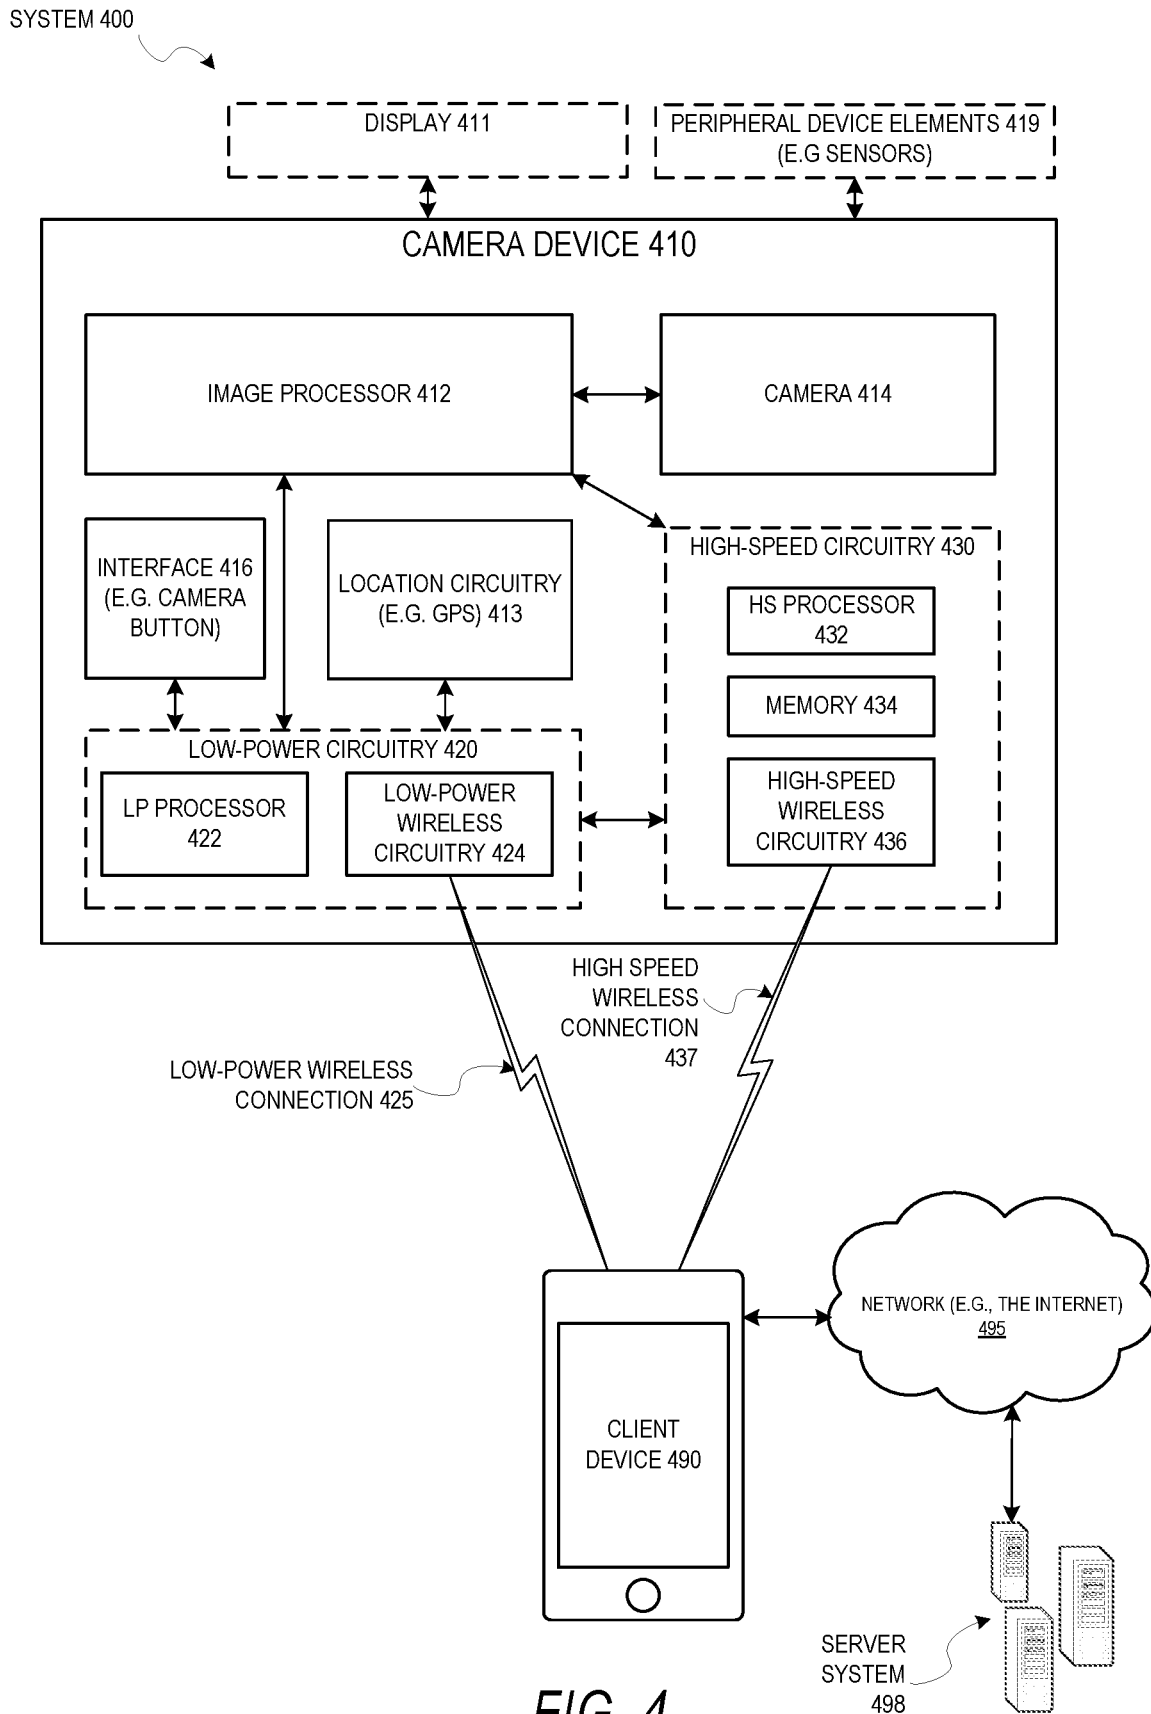 SYSTEM 400
DISPLAY 411
PERIPHERAL DEVICE ELEMENTS 419
(E.G SENSORS)
CAMERA DEVICE 410
IMAGE PROCESSOR 412
CAMERA 414
INTERFACE 416
(E.G. CAMERA
BUTTON)
LOCATION CIRCUITRY
(E.G. GPS) 413
HIGH-SPEED CIRCUITRY 430
HS PROCESSOR
432
MEMORY 434
HIGH-SPEED
WIRELESS
CIRCUITRY 436
LOW-POWER CIRCUITRY 420
LP PROCESSOR
422
LOW-POWER
WIRELESS
CIRCUITRY 424
HIGH SPEED
WIRELESS
CONNECTION
437
LOW-POWER WIRELESS
CONNECTION 425
NETWORK (E.G., THE INTERNET)
495
CLIENT
DEVICE 490
SERVER
SYSTEM
498
FIG. 4